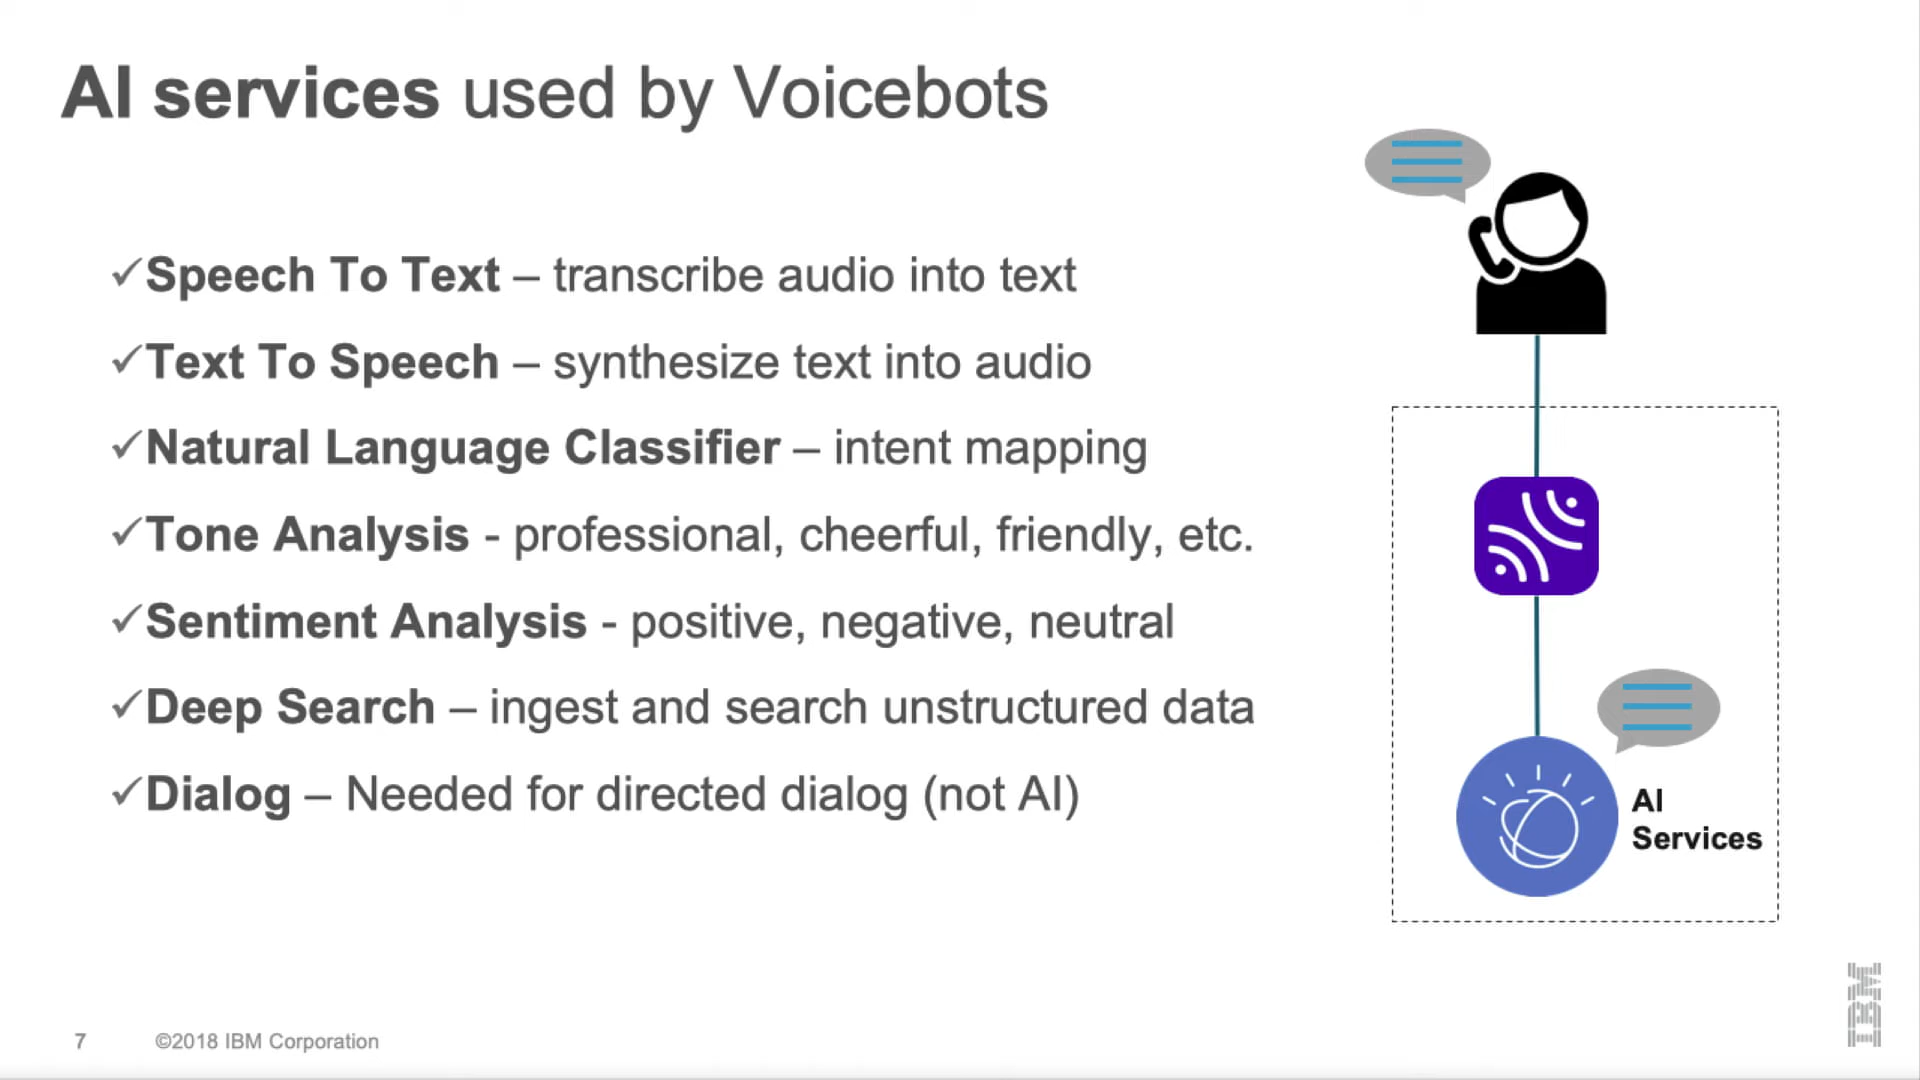 AI services used by Voicebots
✓Speech To Text – transcribe audio into text
✓Text To Speech – synthesize text into audio
✓Natural Language Classifier – intent mapping
✓Tone Analysis - professional, cheerful, friendly, etc.
✓Sentiment Analysis - positive, negative, neutral
✓Deep Search – ingest and search unstructured data
✓Dialog – Needed for directed dialog (not AI)
AI
Services
7 ©2018 IBM Corporation
IBM